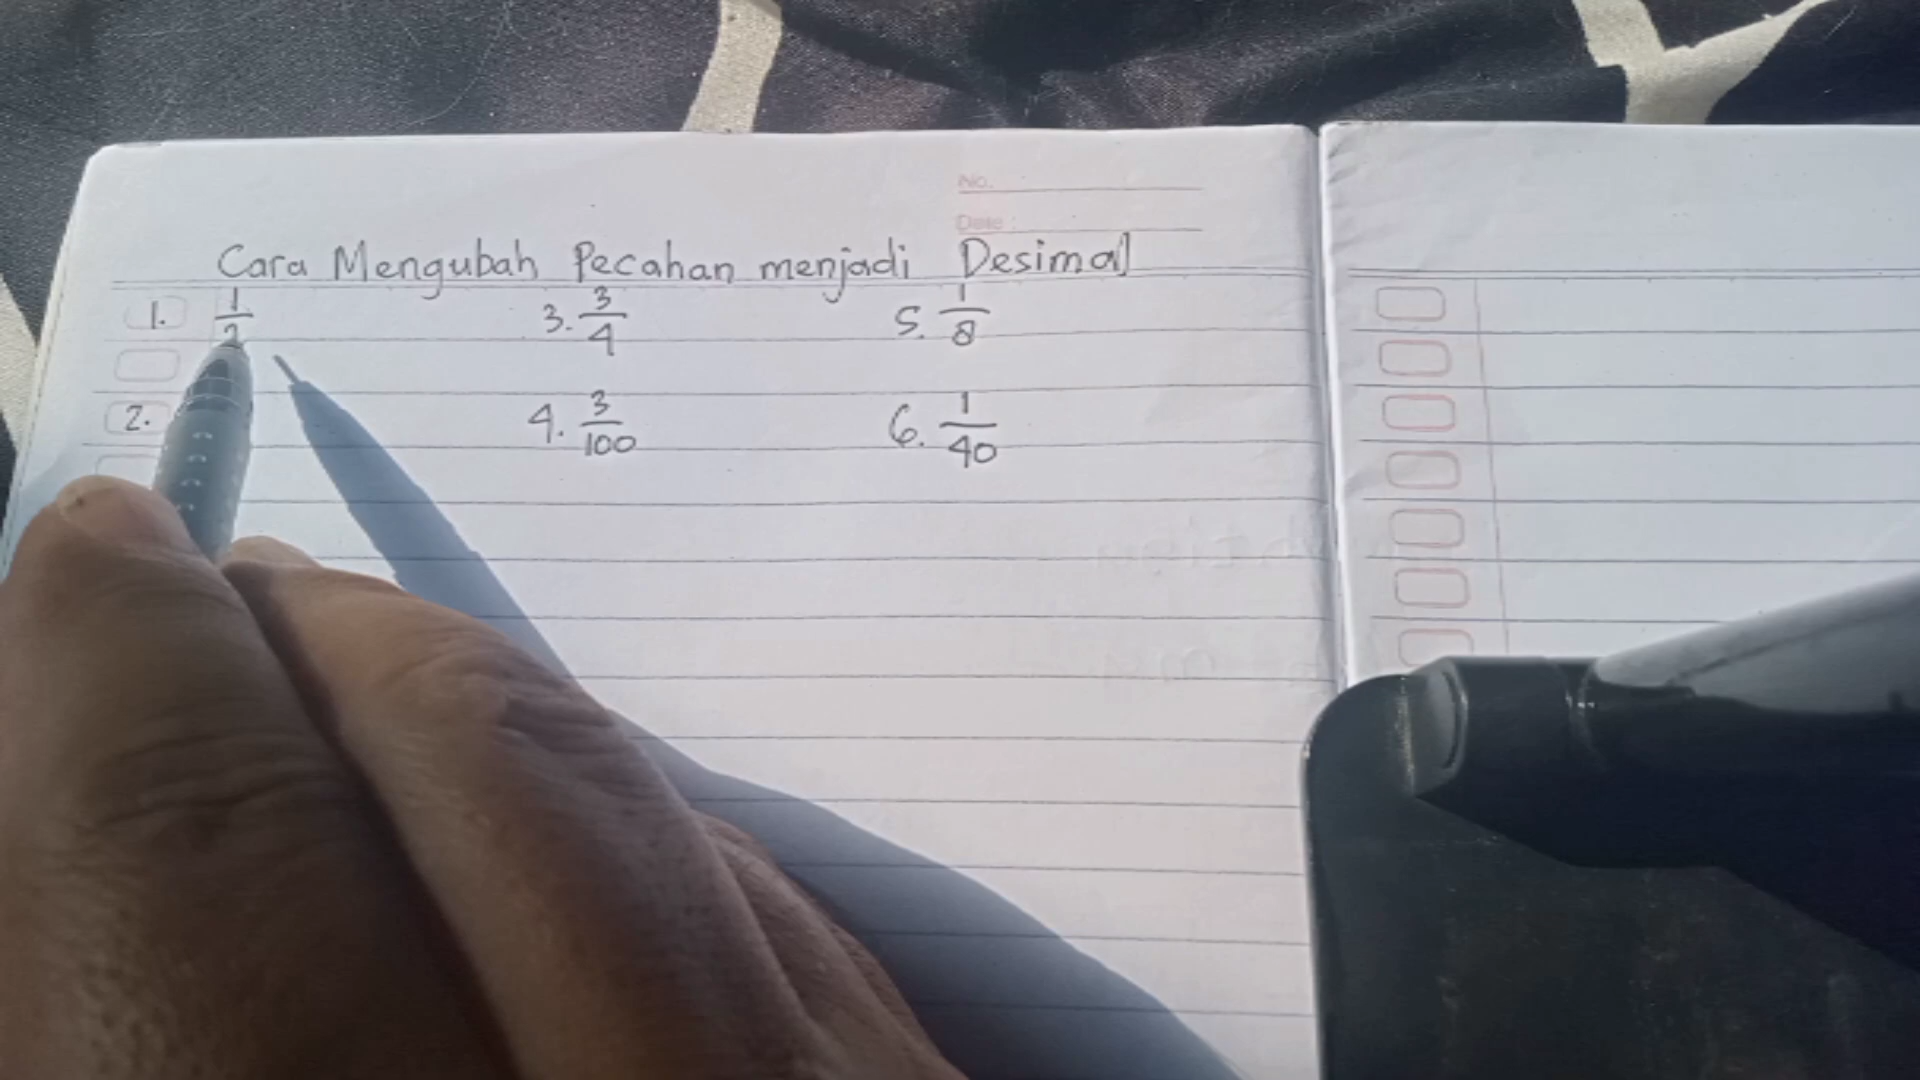 No.
Date :
Cara Mengubah Pecahan menjadi Desimal
1. 1/2 3. 3/4 5. 1/8
2. 4. 3/100 6. 1/40